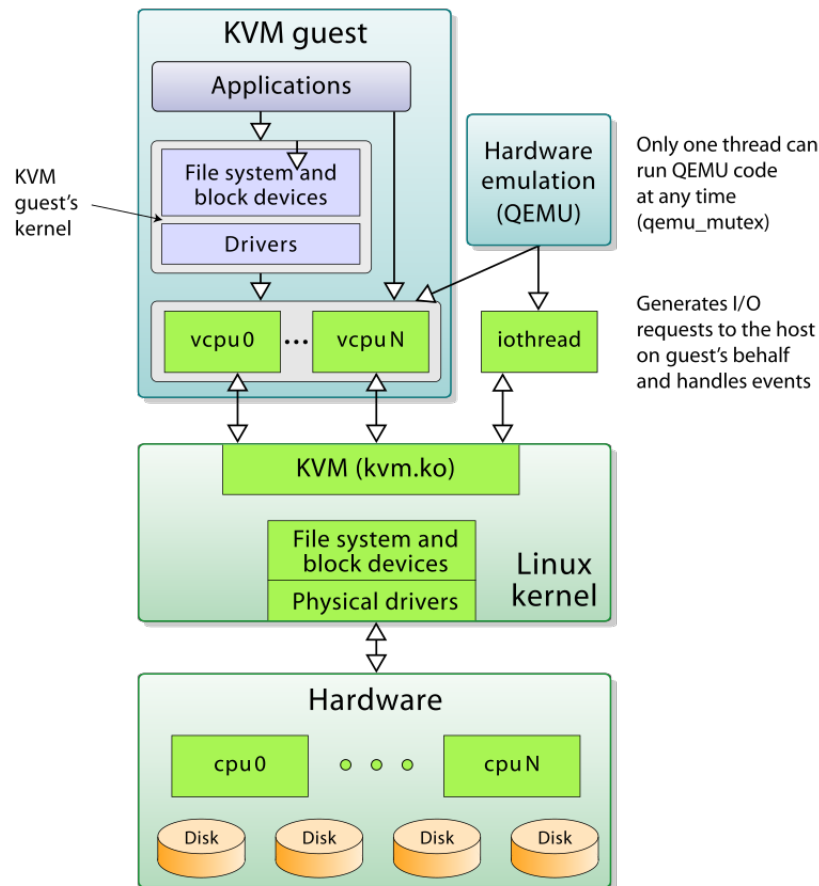 KVM guest
Applications
File system and
block devices
Drivers
KVM
guest's
kernel
vcpu 0
...
vcpu N
Hardware
emulation
(QEMU)
Only one thread can
run QEMU code
at any time
(qemu_mutex)
iothread
Generates I/O
requests to the host
on guest's behalf
and handles events
KVM (kvm.ko)
File system and
block devices
Physical drivers
Linux
kernel
Hardware
cpu 0
cpu N
Disk
Disk
Disk
Disk